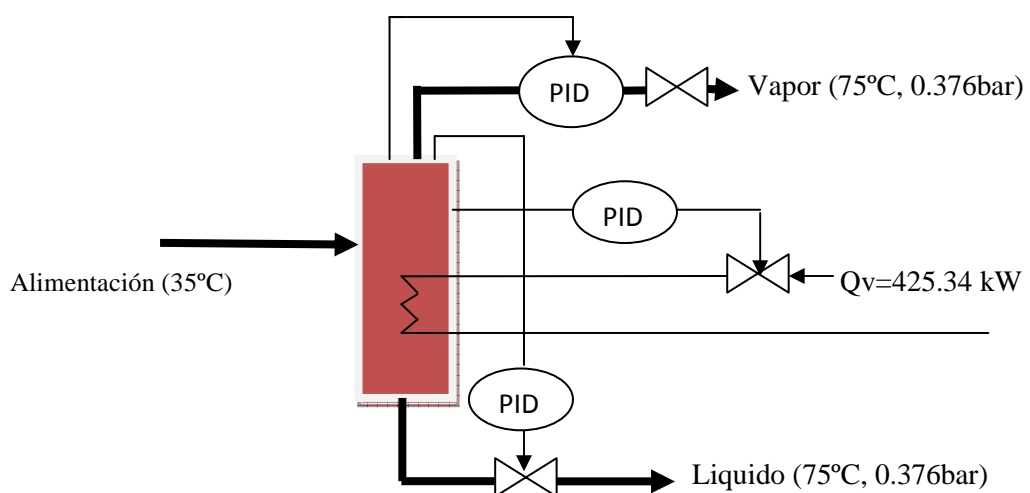 PID
Vapor (75ºC, 0.376bar)
PID
Alimentación (35ºC)
Qv=425.34 kW
PID
Liquido (75ºC, 0.376bar)